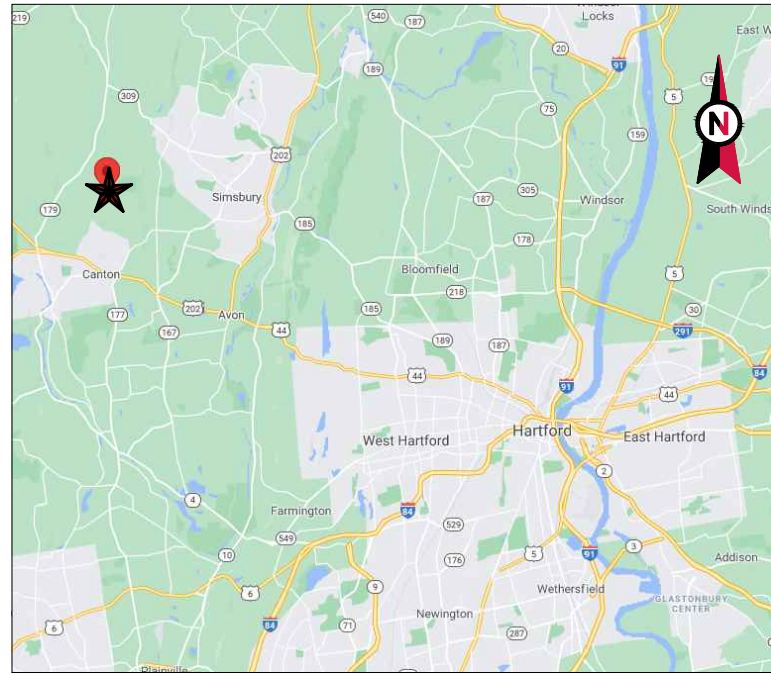 219
540
187
Locks
East W
20
189
91
309
75
5
159
N
202
Simsbury
305
187
Windsor
179
185
South Winds
178
Canton
Bloomfield
5
218
202
177
Avon
185
30
167
44
189
187
291
44
91
84
44
West Hartford
Hartford
East Hartford
2
4
84
Farmington
529
549
3
10
176
5
91
Addison
6
9
Wethersfield
GLASTONBURY
CENTER
Newington
6
84
71
287
Plainville